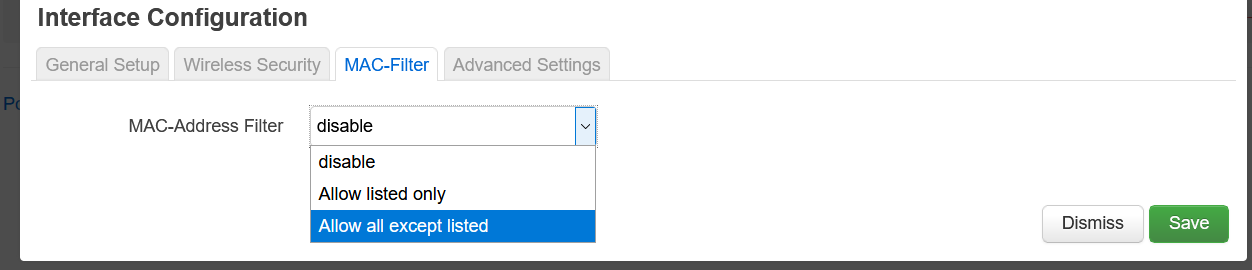 Interface Configuration
General Setup Wireless Security MAC-Filter Advanced Settings
MAC-Address Filter disable
disable
Allow listed only
Allow all except listed
Dismiss Save